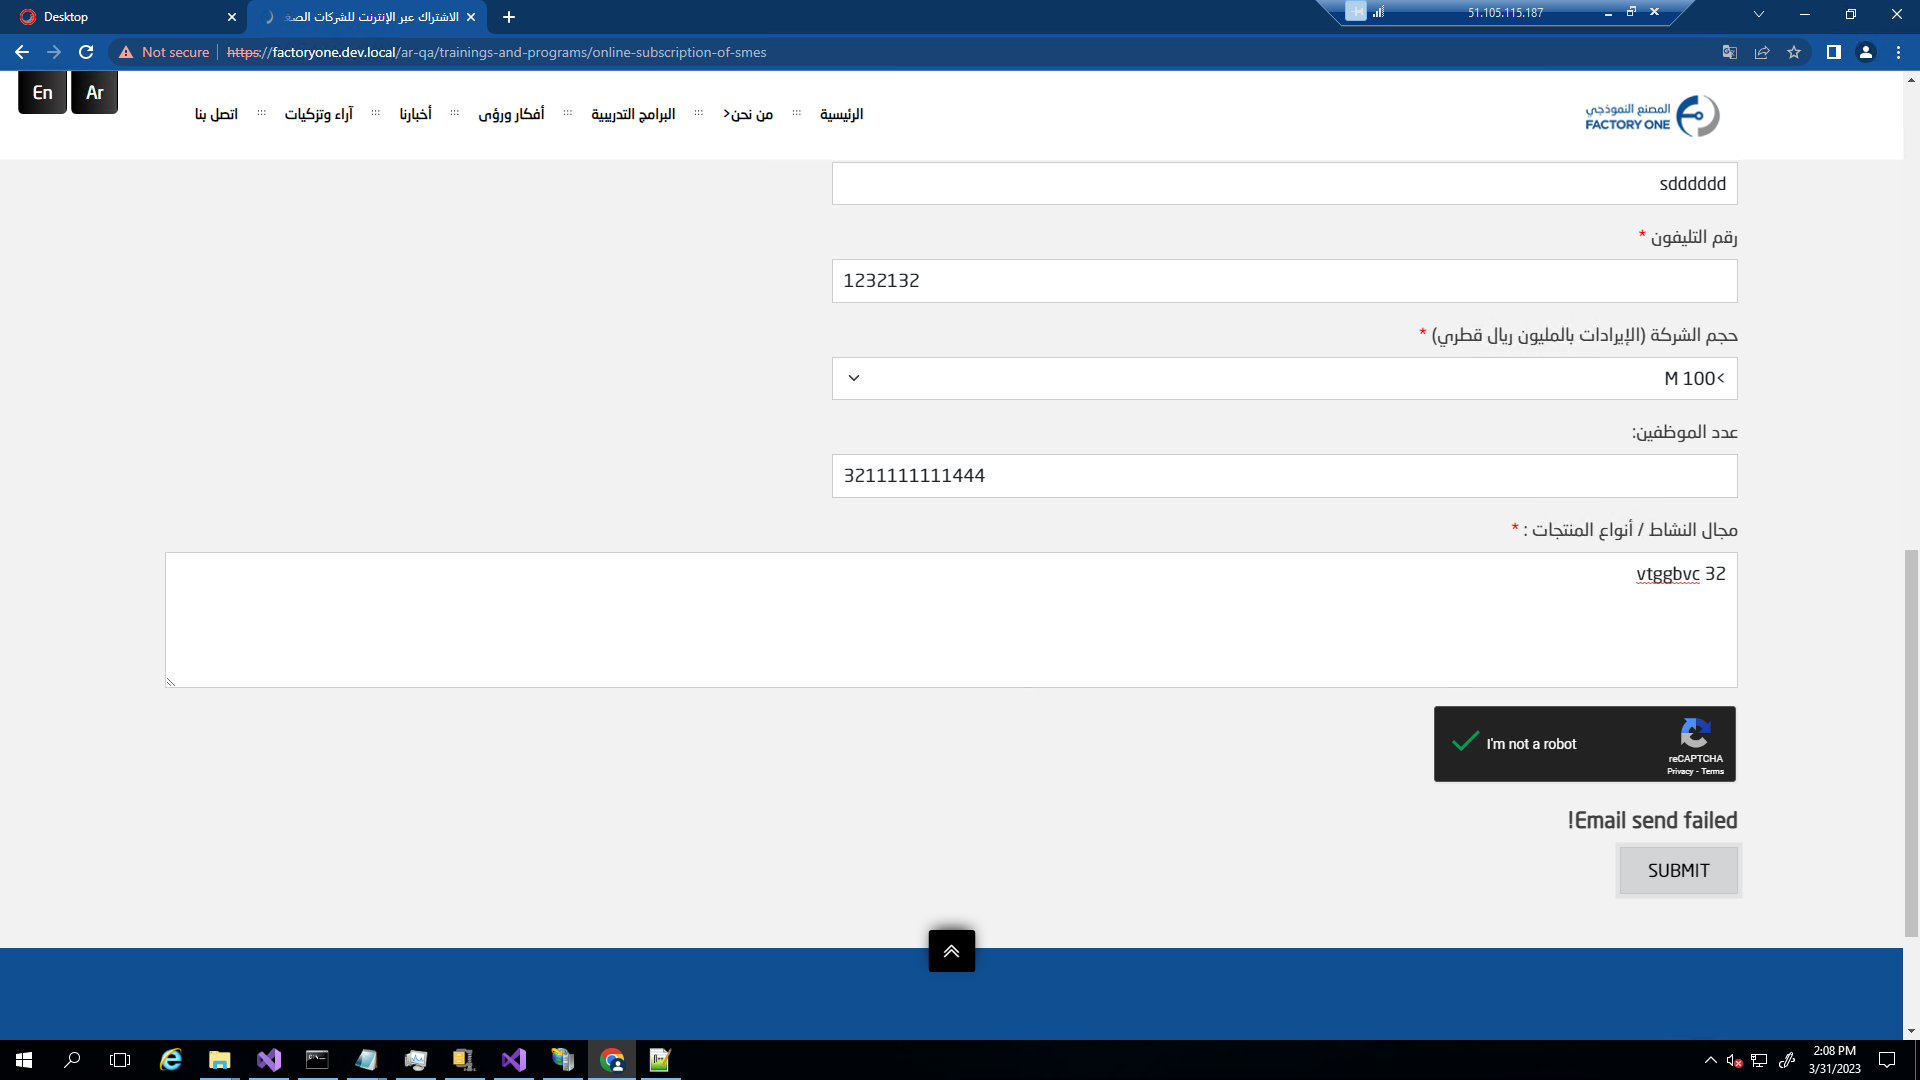 Desktop
الاشتراك عبر الإنترنت للشركات الصغ
51.105.115.187
Not secure
https://factoryone.dev.local/ar-qa/trainings-and-programs/online-subscription-of-smes
En
Ar
الرئيسية
من نحن>
البرامج التدريبية
أفكار ورؤى
أخبارنا
آراء وتزكيات
اتصل بنا
المصنع النموذجي
FACTORY ONE
sdddddd
رقم التليفون *
1232132
حجم الشركة (الإيرادات بالمليون ريال قطري) *
M 100<
عدد الموظفين:
3211111111444
مجال النشاط / أنواع المنتجات : *
vtggbvc 32
I'm not a robot
reCAPTCHA
Privacy - Terms
!Email send failed
SUBMIT
2:08 PM
3/31/2023